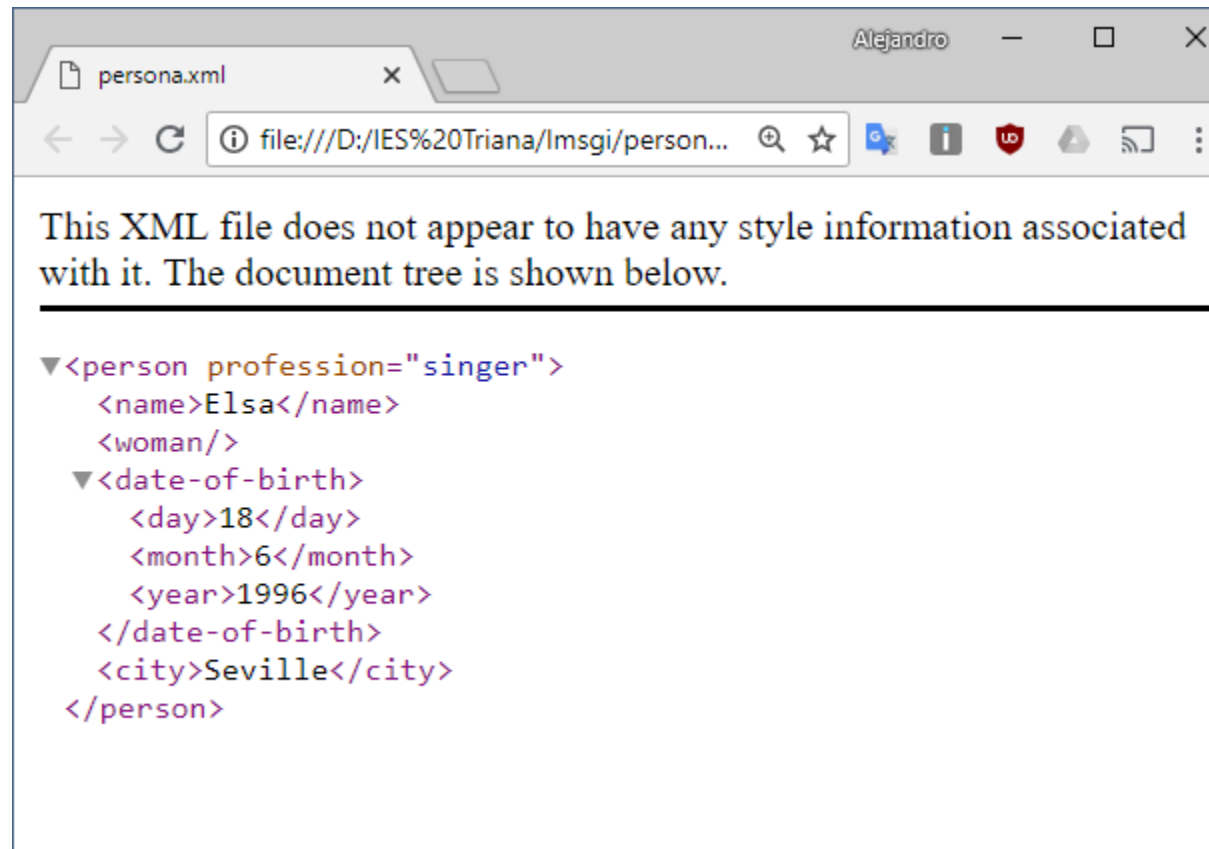 Alejandro
persona.xml
file:///D:/IES%20Triana/lmsgi/person...
This XML file does not appear to have any style information associated
with it. The document tree is shown below.
▼<person profession="singer">
<name>Elsa</name>
<woman/>
▼<date-of-birth>
<day>18</day>
<month>6</month>
<year>1996</year>
</date-of-birth>
<city>Seville</city>
</person>